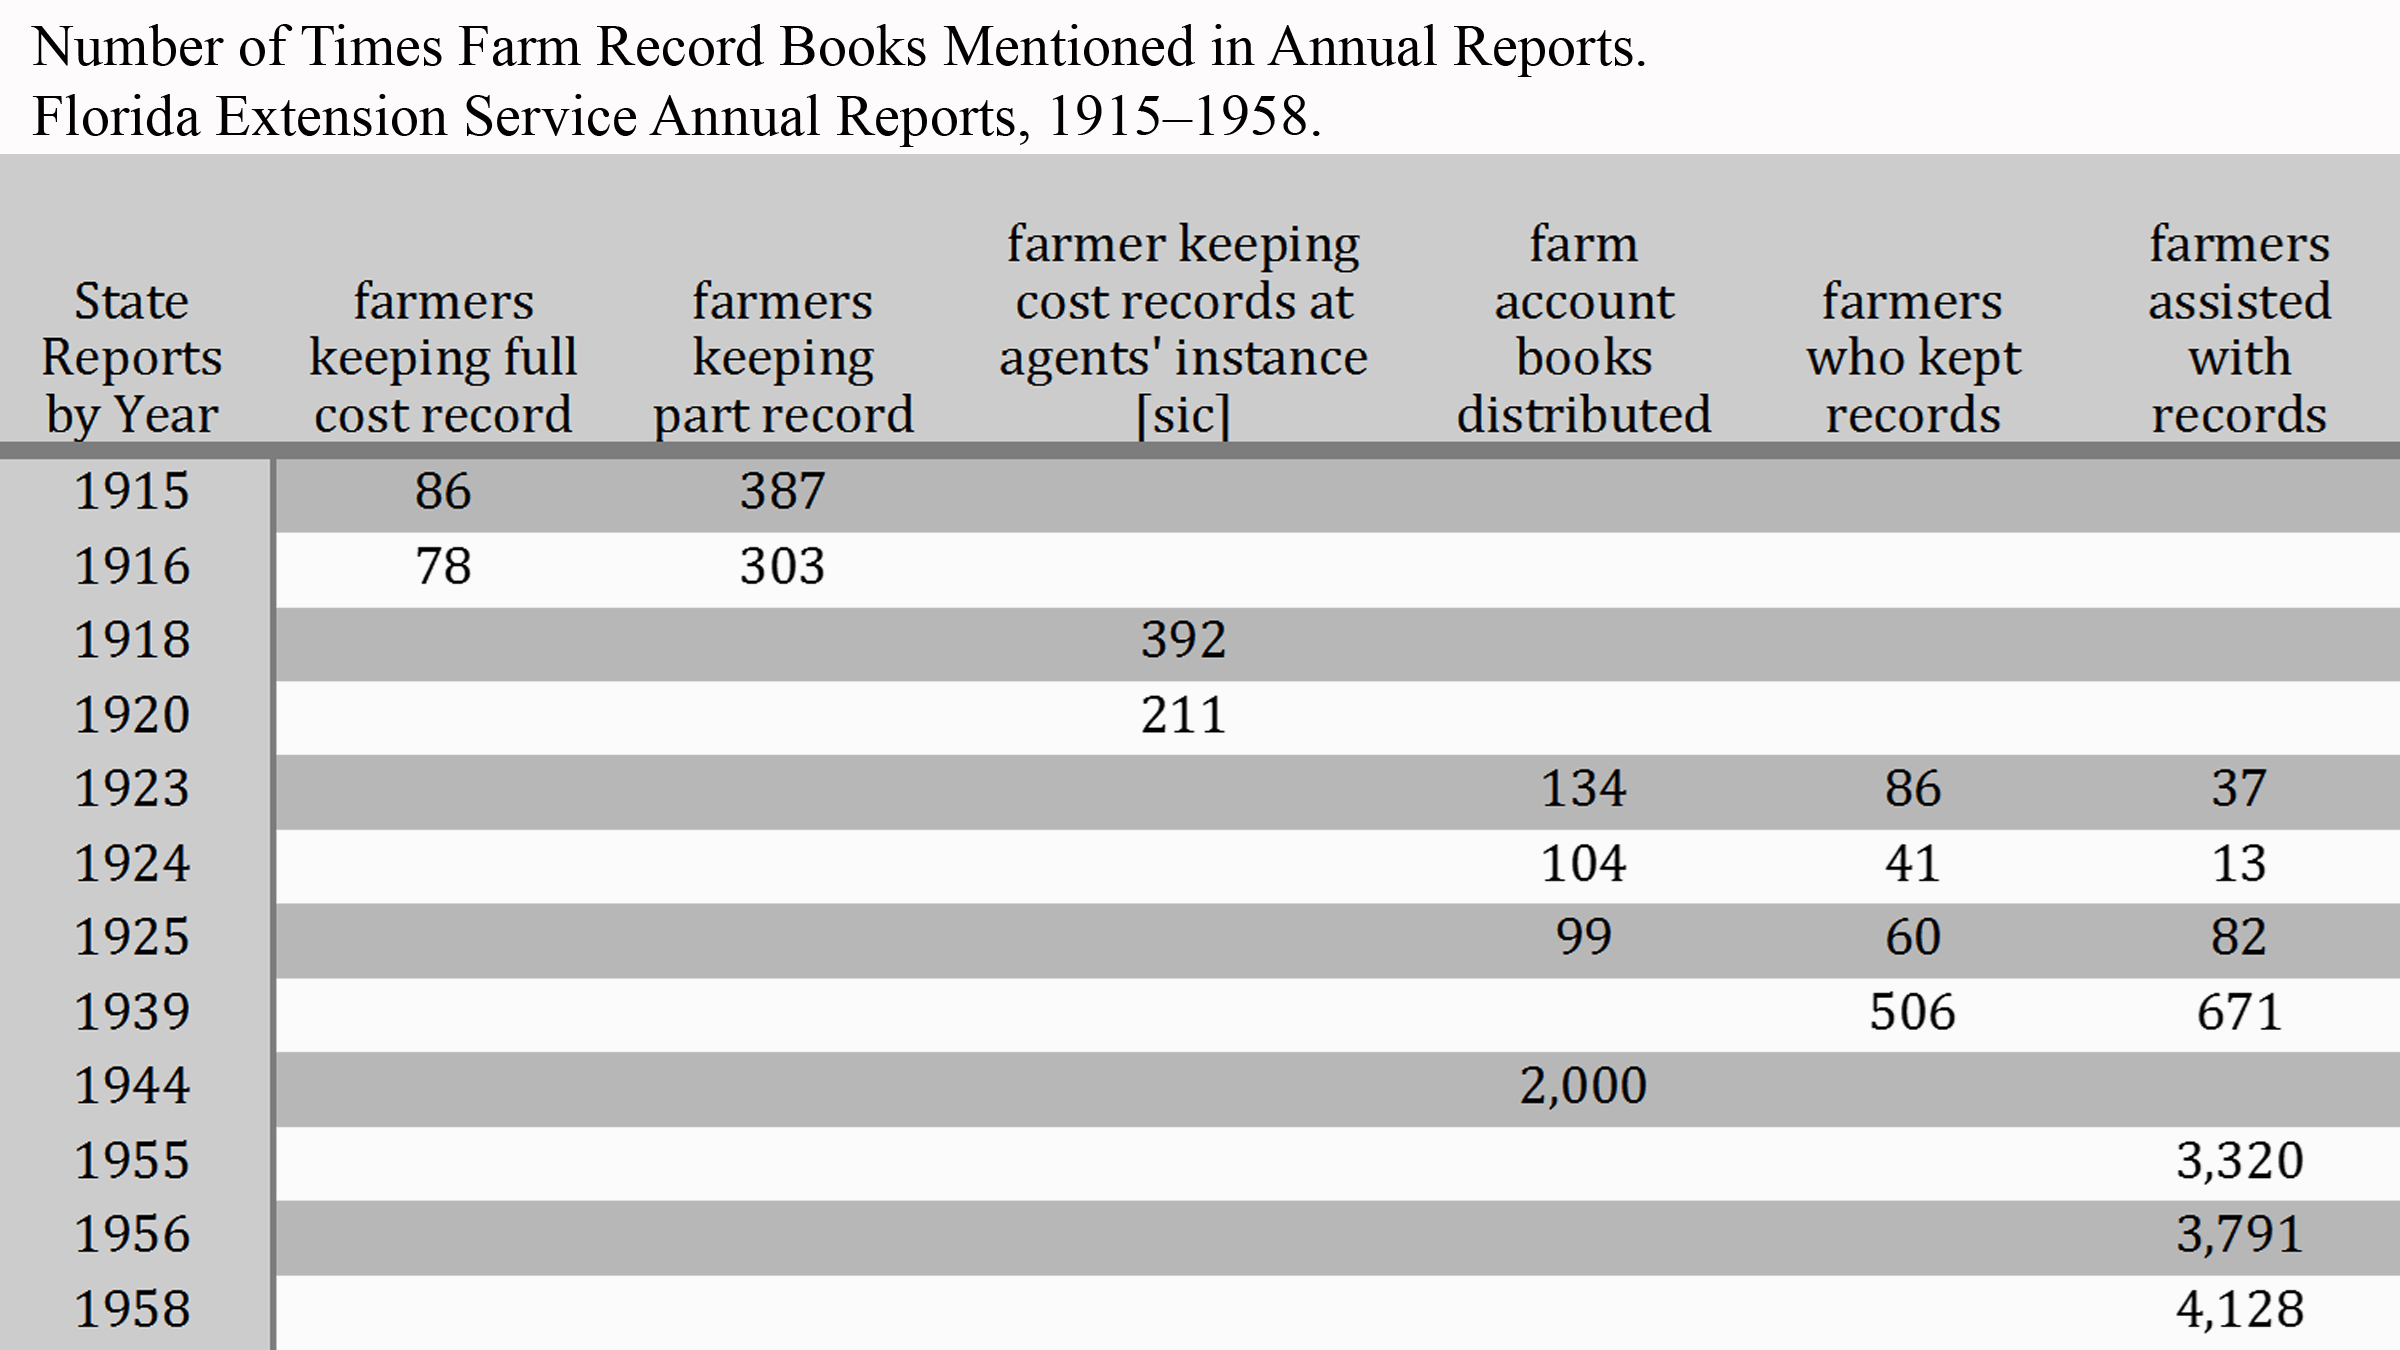 Number of Times Farm Record Books Mentioned in Annual Reports.
Florida Extension Service Annual Reports, 1915–1958.
State Reports by Year farmers keeping full cost record farmers keeping part record farmer keeping cost records at agents' instance [sic] farm account books distributed farmers who kept records farmers assisted with records
1915 86 387
1916 78 303
1918 392
1920 211
1923 134 86 37
1924 104 41 13
1925 99 60 82
1939 506 671
1944 2,000
1955 3,320
1956 3,791
1958 4,128